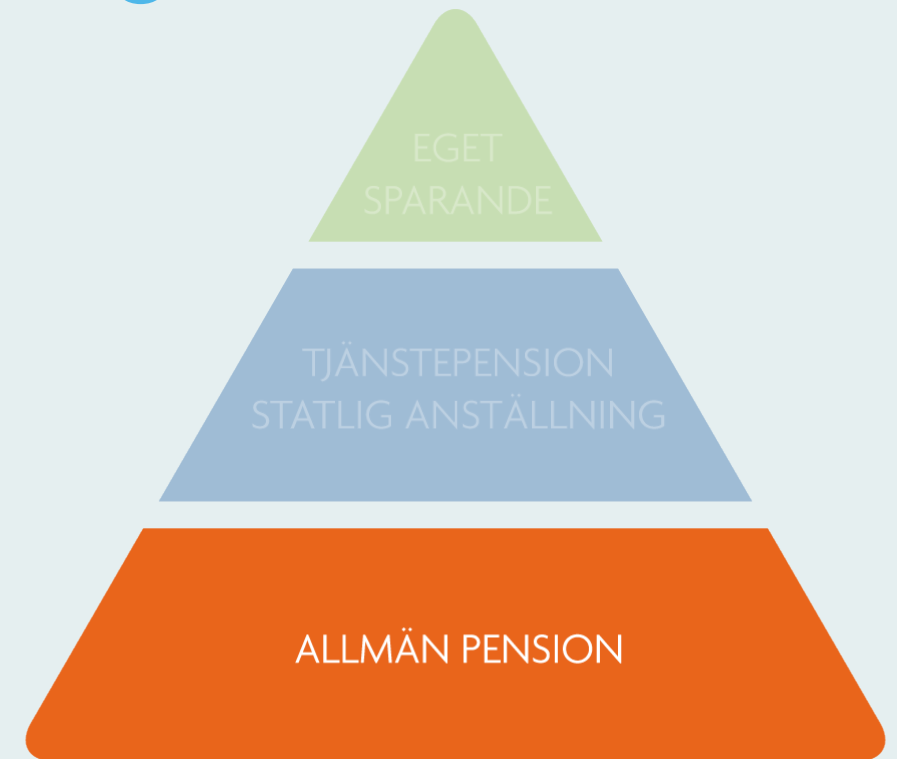 EGET
SPARANDE
TJÄNSTEPENSION
STATLIG ANSTÄLLNING
ALLMÄN PENSION